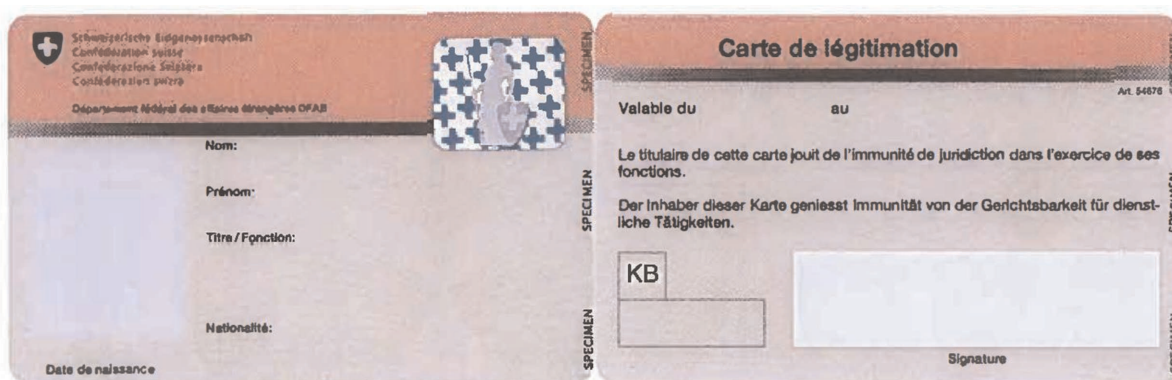 Schweizerische Eidgenossenschaft
Confédération suisse
Confederazione Svizzera
Confederaziun svizra
Département fédéral des affaires étrangères DFAE
Nom:
Prénom:
Titre/Fonction:
Nationalité:
Date de naissance
SPECIMEN
SPECIMEN
SPECIMEN
Carte de légitimation
Art. 54676
Valable du au
Le titulaire de cette carte jouit de l'immunité de juridiction dans l'exercice de ses
fonctions.
Der Inhaber dieser Karte geniesst Immunität von der Gerichtsbarkeit für dienst-
liche Tätigkeiten.
KB
Signature
SPECIMEN